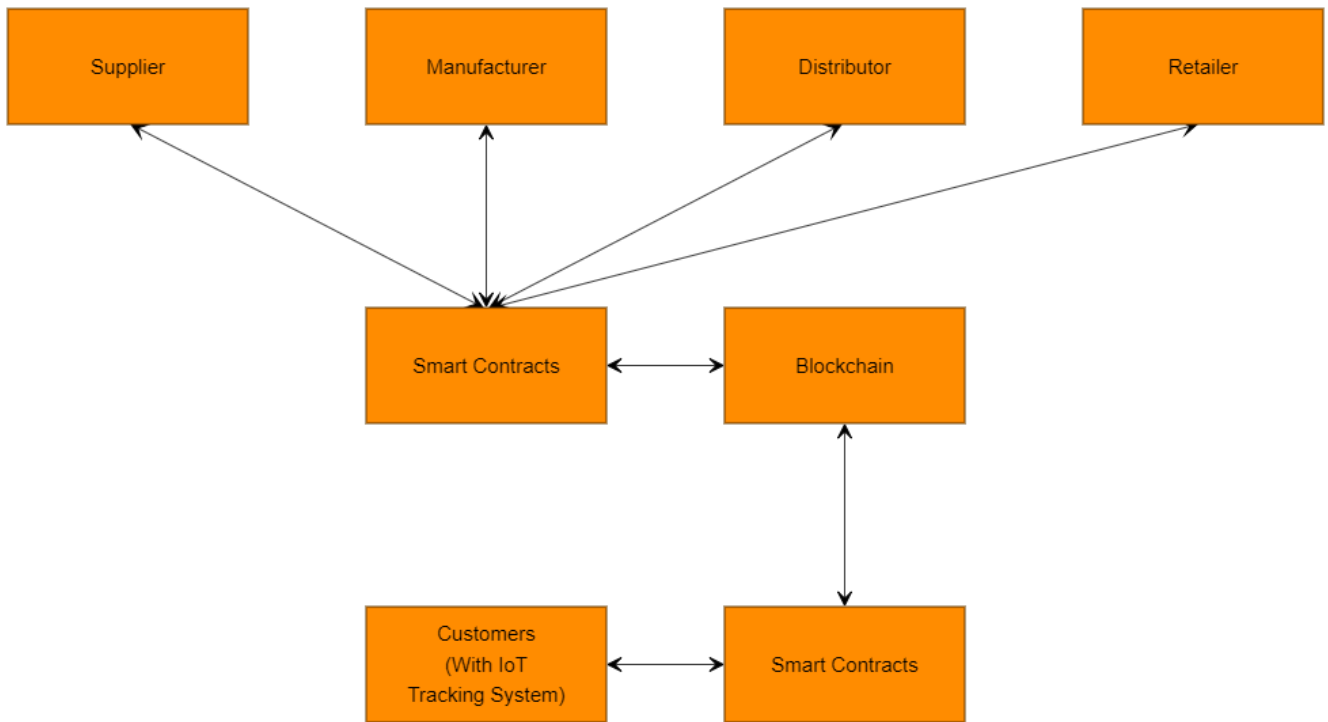 Supplier
Manufacturer
Distributor
Retailer
Smart Contracts
Blockchain
Customers
(With IoT
Tracking System)
Smart Contracts